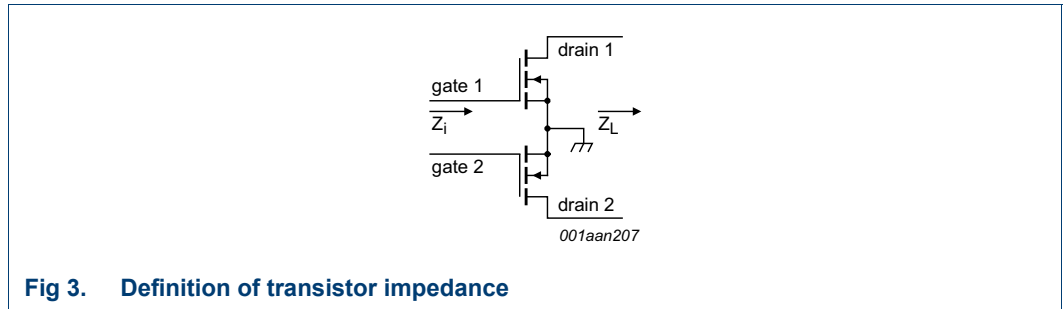 drain 1
gate 1
Zi
ZL
gate 2
drain 2
001aan207
Fig 3. Definition of transistor impedance